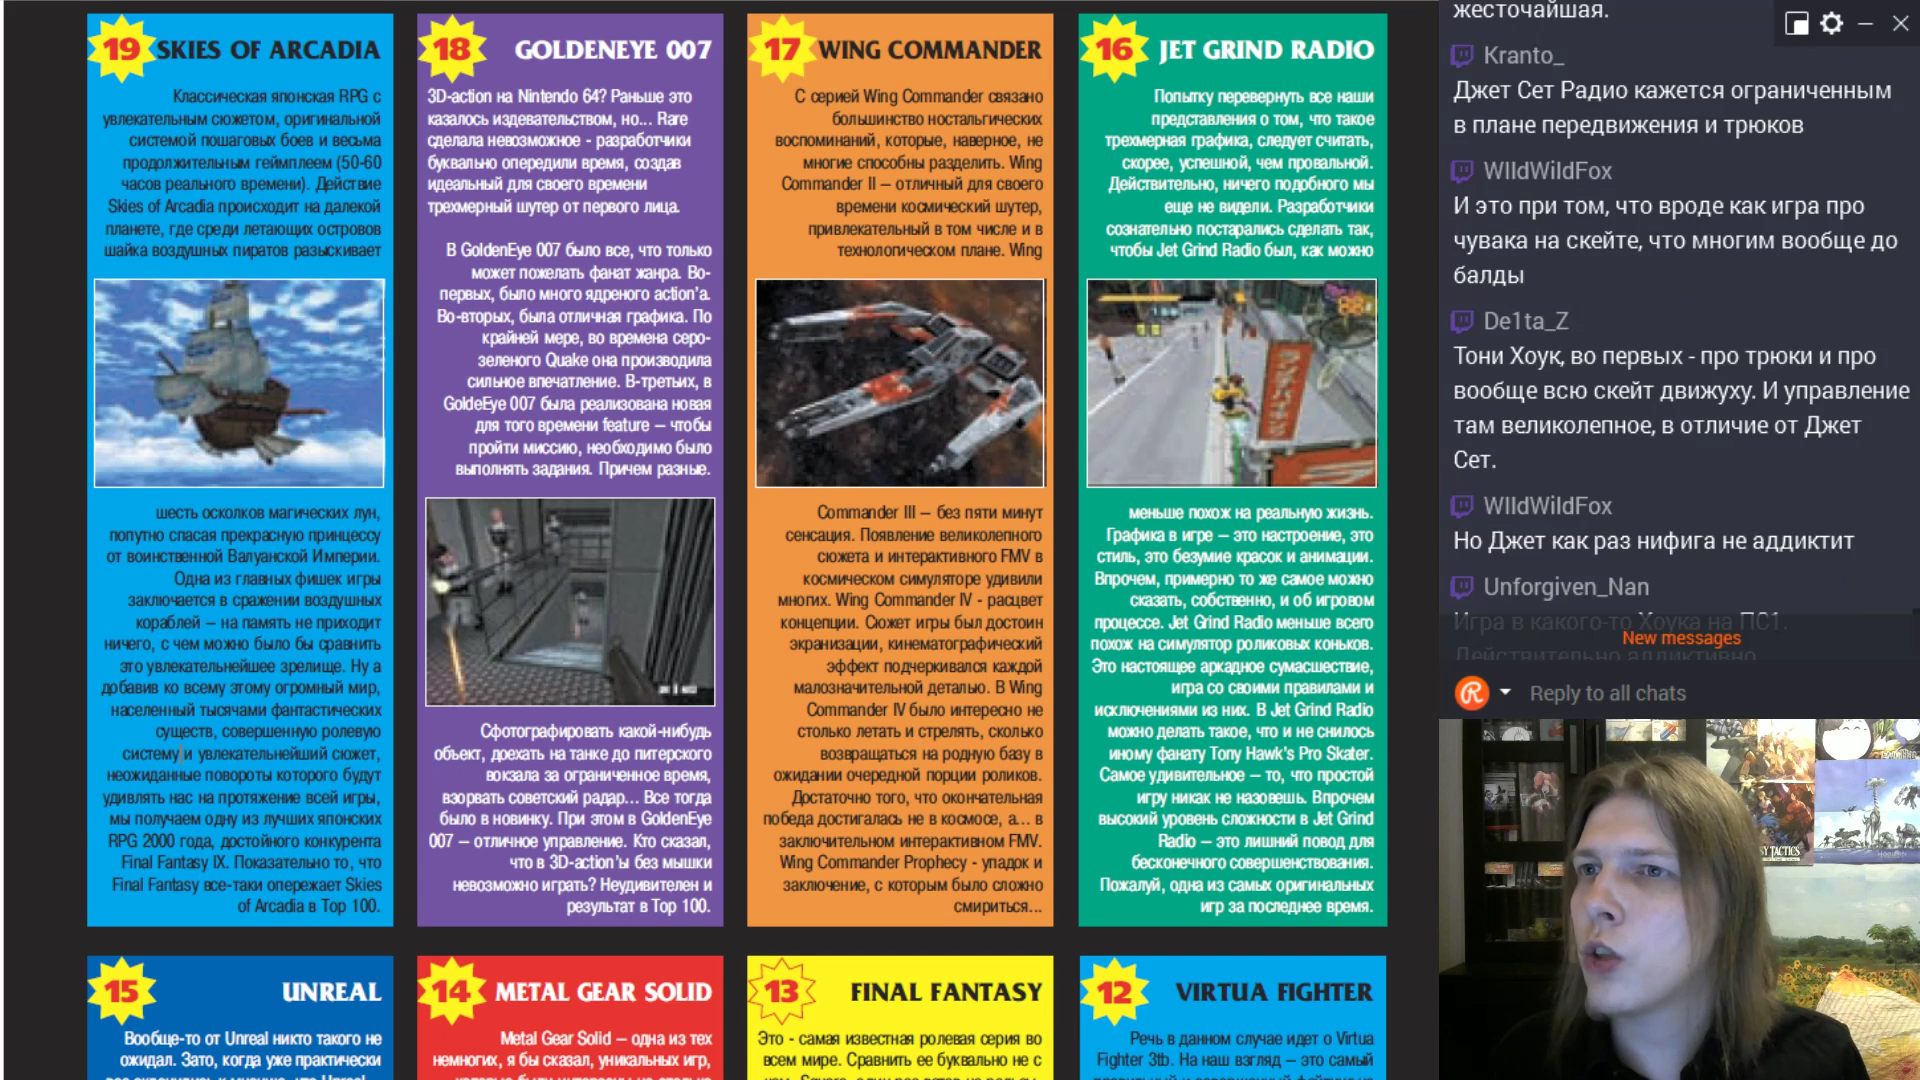 19 SKIES OF ARCADIA
Классическая японская RPG с
увлекательным сюжетом, оригинальной
системой пошаговых боев и весьма
продолжительным геймплеем (50-60
часов реального времени). Действие
Skies of Arcadia происходит на далекой
планете, где среди летающих островов
шайка воздушных пиратов разыскивает
шесть осколков магических лун,
попутно спасая прекрасную принцессу
от воинственной Валуанской Империи.
Одна из главных фишек игры
заключается в сражении воздушных
кораблей – на память не приходит
ничего, с чем можно было бы сравнить
это увлекательнейшее зрелище. Ну а
добавив ко всему этому огромный мир,
населенный тысячами фантастических
существ, совершенную ролевую
систему и увлекательнейший сюжет,
неожиданные повороты которого будут
удивлять нас на протяжение всей игры,
мы получаем одну из лучших японских
RPG 2000 года, достойного конкурента
Final Fantasy IX. Показательно то, что
Final Fantasy все-таки опережает Skies
of Arcadia в Top 100.
18 GOLDENEYE 007
3D-action на Nintendo 64? Раньше это
казалось издевательством, но... Rare
сделала невозможное - разработчики
буквально опередили время, создав
идеальный для своего времени
трехмерный шутер от первого лица.
В GoldenEye 007 было все, что только
может пожелать фанат жанра. Во-
первых, было много ядреного action'а.
Во-вторых, была отличная графика. По
крайней мере, во времена серо-
зеленого Quake она производила
сильное впечатление. В-третьих, в
GoldeEye 007 была реализована новая
для того времени feature – чтобы
пройти миссию, необходимо было
выполнять задания. Причем разные.
Сфотографировать какой-нибудь
объект, доехать на танке до питерского
вокзала за ограниченное время,
взорвать советский радар... Все тогда
было в новинку. При этом в GoldenEye
007 – отличное управление. Кто сказал,
что в 3D-action'ы без мышки
невозможно играть? Неудивителен и
результат в Top 100.
17 WING COMMANDER
С серией Wing Commander связано
большинство ностальгических
воспоминаний, которые, наверное, не
многие способны разделить. Wing
Commander II – отличный для своего
времени космический шутер,
привлекательный в том числе и в
технологическом плане. Wing
Commander III – без пяти минут
сенсация. Появление великолепного
сюжета и интерактивного FMV в
космическом симуляторе удивили
многих. Wing Commander IV - расцвет
концепции. Сюжет игры был достоин
экранизации, кинематографический
эффект подчеркивался каждой
малозначительной деталью. В Wing
Commander IV было интересно не
столько летать и стрелять, сколько
возвращаться на родную базу в
ожидании очередной порции роликов.
Достаточно того, что окончательная
победа достигалась не в космосе, а... в
заключительном интерактивном FMV.
Wing Commander Prophecy - упадок и
заключение, с которым было сложно
смириться...
16 JET GRIND RADIO
Попытку перевернуть все наши
представления о том, что такое
трехмерная графика, следует считать,
скорее, успешной, чем провальной.
Действительно, ничего подобного мы
еще не видели. Разработчики
сознательно постарались сделать так,
чтобы Jet Grind Radio был, как можно
меньше похож на реальную жизнь.
Графика в игре – это настроение, это
стиль, это безумие красок и анимации.
Впрочем, примерно то же самое можно
сказать, собственно, и об игровом
процессе. Jet Grind Radio меньше всего
похож на симулятор роликовых коньков.
Это настоящее аркадное сумасшествие,
игра со своими правилами и
исключениями из них. В Jet Grind Radio
можно делать такое, что и не снилось
иному фанату Tony Hawk's Pro Skater.
Самое удивительное – то, что простой
игру никак не назовешь. Впрочем
высокий уровень сложности в Jet Grind
Radio – это лишний повод для
бесконечного совершенствования.
Пожалуй, одна из самых оригинальных
игр за последнее время.
15 UNREAL
Вообще-то от Unreal никто такого не
ожидал. Зато, когда уже практически
14 METAL GEAR SOLID
Metal Gear Solid – одна из тех
немногих, я бы сказал, уникальных игр,
13 FINAL FANTASY
Это - самая известная ролевая серия во
всем мире. Сравнить ее буквально не с
12 VIRTUA FIGHTER
Речь в данном случае идет о Virtua
Fighter 3tb. На наш взгляд – это самый
жесточайшая.
Kranto_
Джет Сет Радио кажется ограниченным
в плане передвижения и трюков
WIldWildFox
И это при том, что вроде как игра про
чувака на скейте, что многим вообще до
балды
De1ta_Z
Тони Хоук, во первых - про трюки и про
вообще всю скейт движуху. И управление
там великолепное, в отличие от Джет
Сет.
WIldWildFox
Но Джет как раз нифига не аддиктит
Unforgiven_Nan
Игра в какого-то Хоука на ПС1.
New messages
Действительно аддиктивно
Reply to all chats
TACTICS